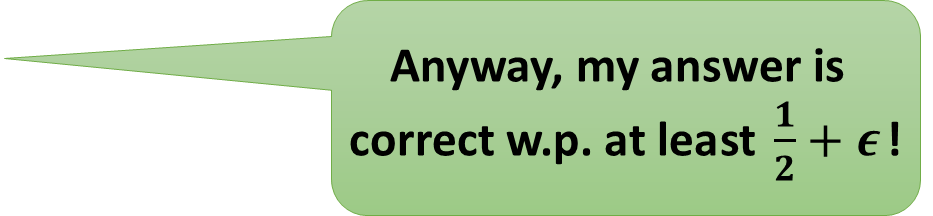 Anyway, my answer is
correct w.p. at least 1/2 + ϵ !